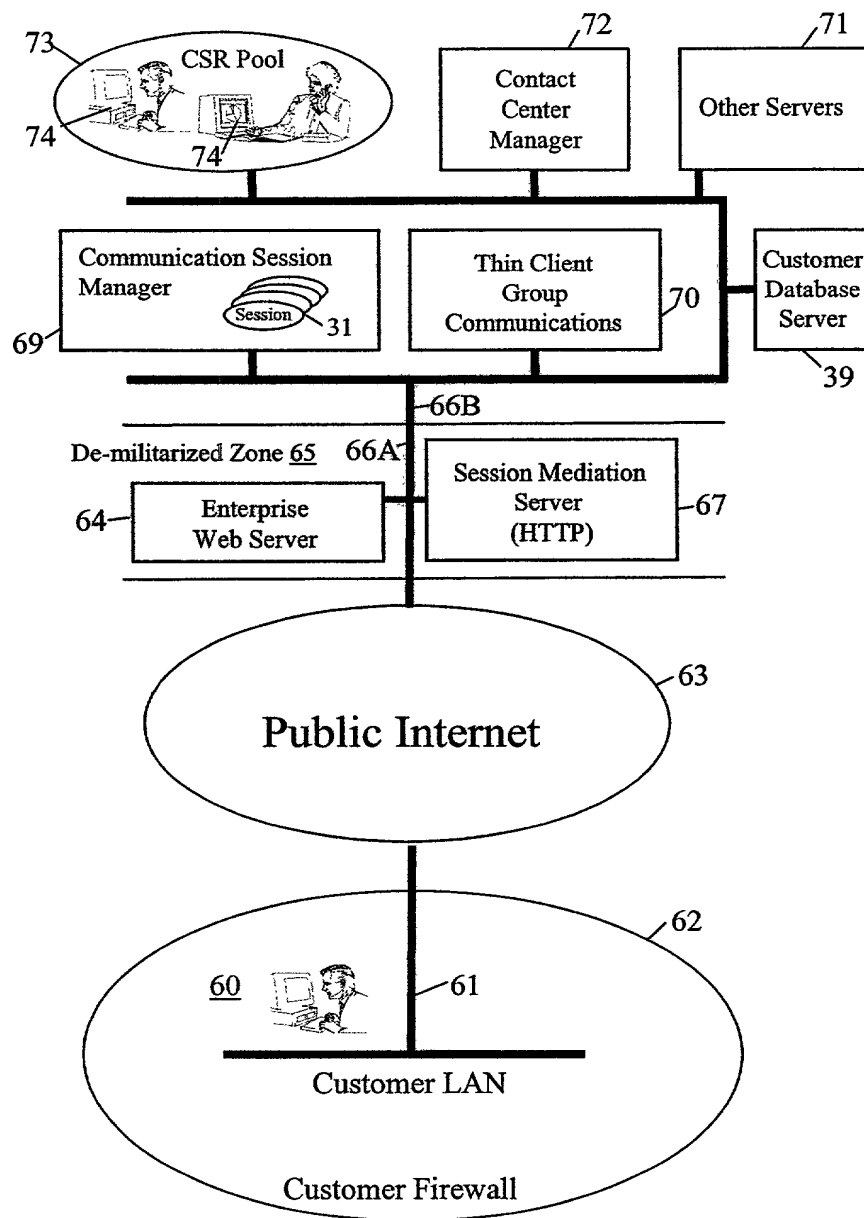 73
CSR Pool
74
74
72
Contact
Center
Manager
71
Other Servers
Communication Session
Manager
Session
31
69
Thin Client
Group
Communications
70
Customer
Database
Server
39
66B
De-militarized Zone 65
66A
64
Enterprise
Web Server
Session Mediation
Server
(HTTP)
67
63
Public Internet
62
60
61
Customer LAN
Customer Firewall